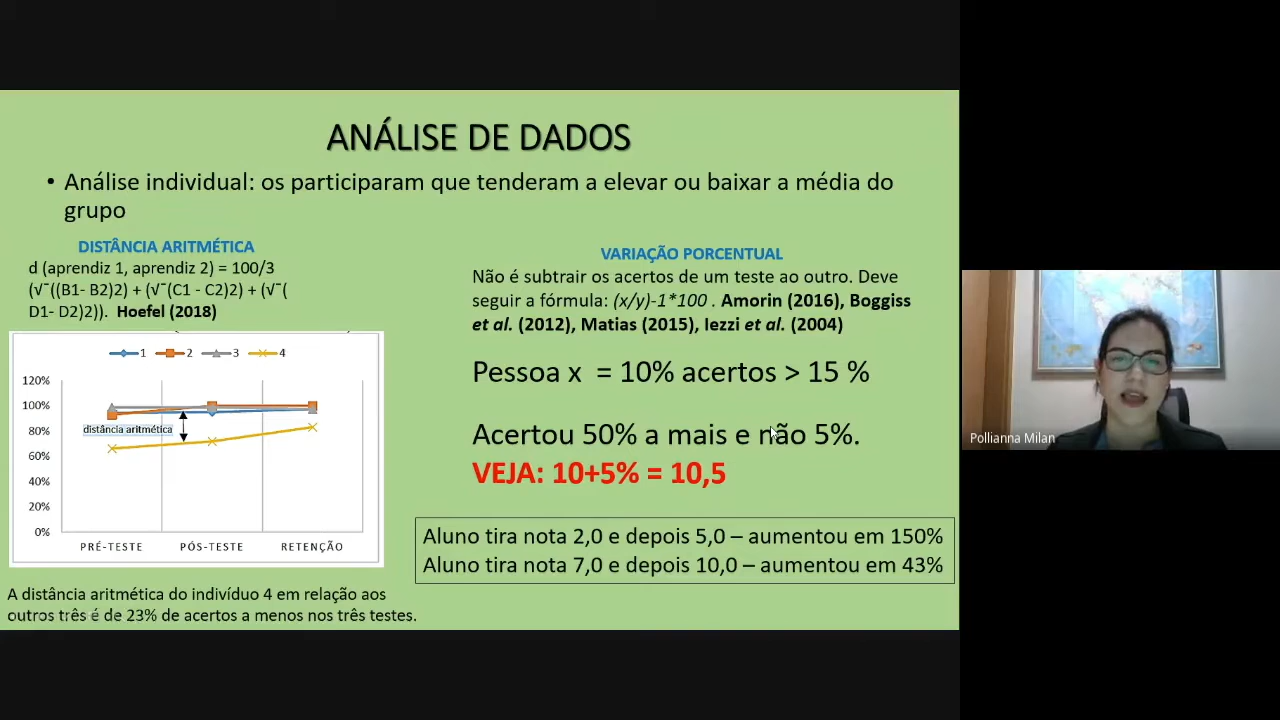 ANÁLISE DE DADOS
• Análise individual: os participaram que tenderam a elevar ou baixar a média do
grupo
DISTÂNCIA ARITMÉTICA
d (aprendiz 1, aprendiz 2) = 100/3
(√¯((B1- B2)2) + (√¯(C1 - C2)2) + (√¯(
D1- D2)2)). Hoefel (2018)
1 2 3 4
120%
100%
80%
60%
40%
20%
0%
distância aritmética
PRÉ-TESTE PÓS-TESTE RETENÇÃO
A distância aritmética do indivíduo 4 em relação aos
outros três é de 23% de acertos a menos nos três testes.
VARIAÇÃO PORCENTUAL
Não é subtrair os acertos de um teste ao outro. Deve
seguir a fórmula: (x/y)-1*100 . Amorin (2016), Boggiss
et al. (2012), Matias (2015), Iezzi et al. (2004)
Pessoa x = 10% acertos > 15 %
Acertou 50% a mais e não 5%.
VEJA: 10+5% = 10,5
Aluno tira nota 2,0 e depois 5,0 – aumentou em 150%
Aluno tira nota 7,0 e depois 10,0 – aumentou em 43%
Pollianna Milan